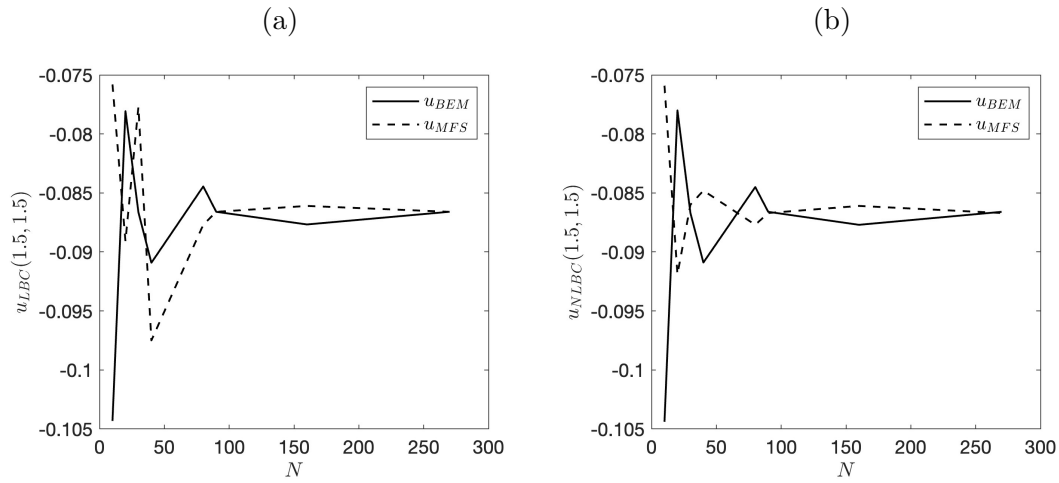 (a)
-0.075
-0.08
-0.085
-0.09
-0.095
-0.1
-0.105
0 50 100 150 200 250 300
N
u_{LBC}(1.5, 1.5)
u_{BEM}
u_{MFS}
(b)
-0.075
-0.08
-0.085
-0.09
-0.095
-0.1
-0.105
0 50 100 150 200 250 300
N
u_{NLBC}(1.5, 1.5)
u_{BEM}
u_{MFS}